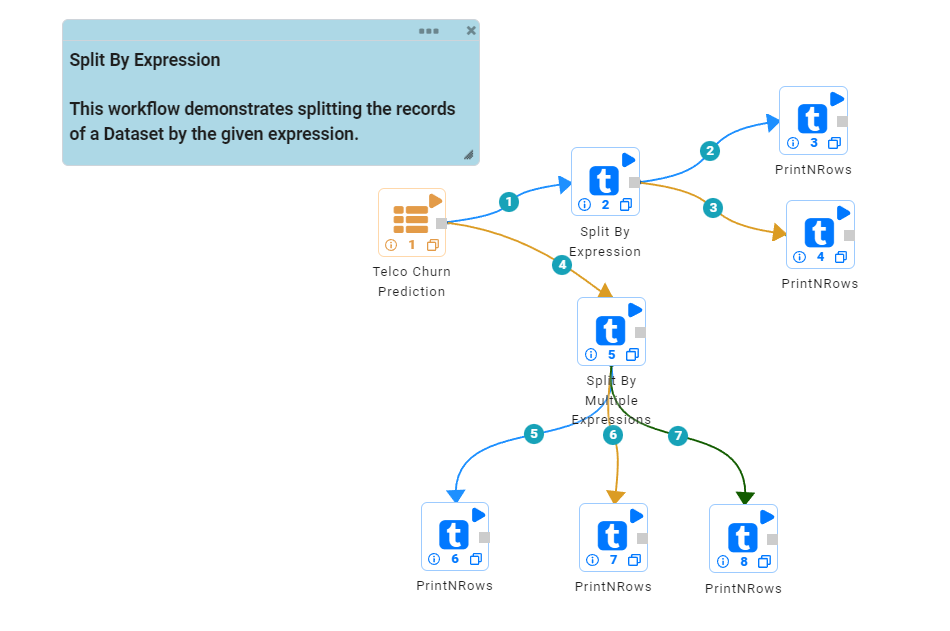 Split By Expression
This workflow demonstrates splitting the records
of a Dataset by the given expression.
1
Telco Churn
Prediction
1
t
2
Split By
Expression
2
t
3
PrintNRows
3
t
4
PrintNRows
4
t
5
Split By
Multiple
Expressions
5
6
7
t
6
PrintNRows
t
7
PrintNRows
t
8
PrintNRows